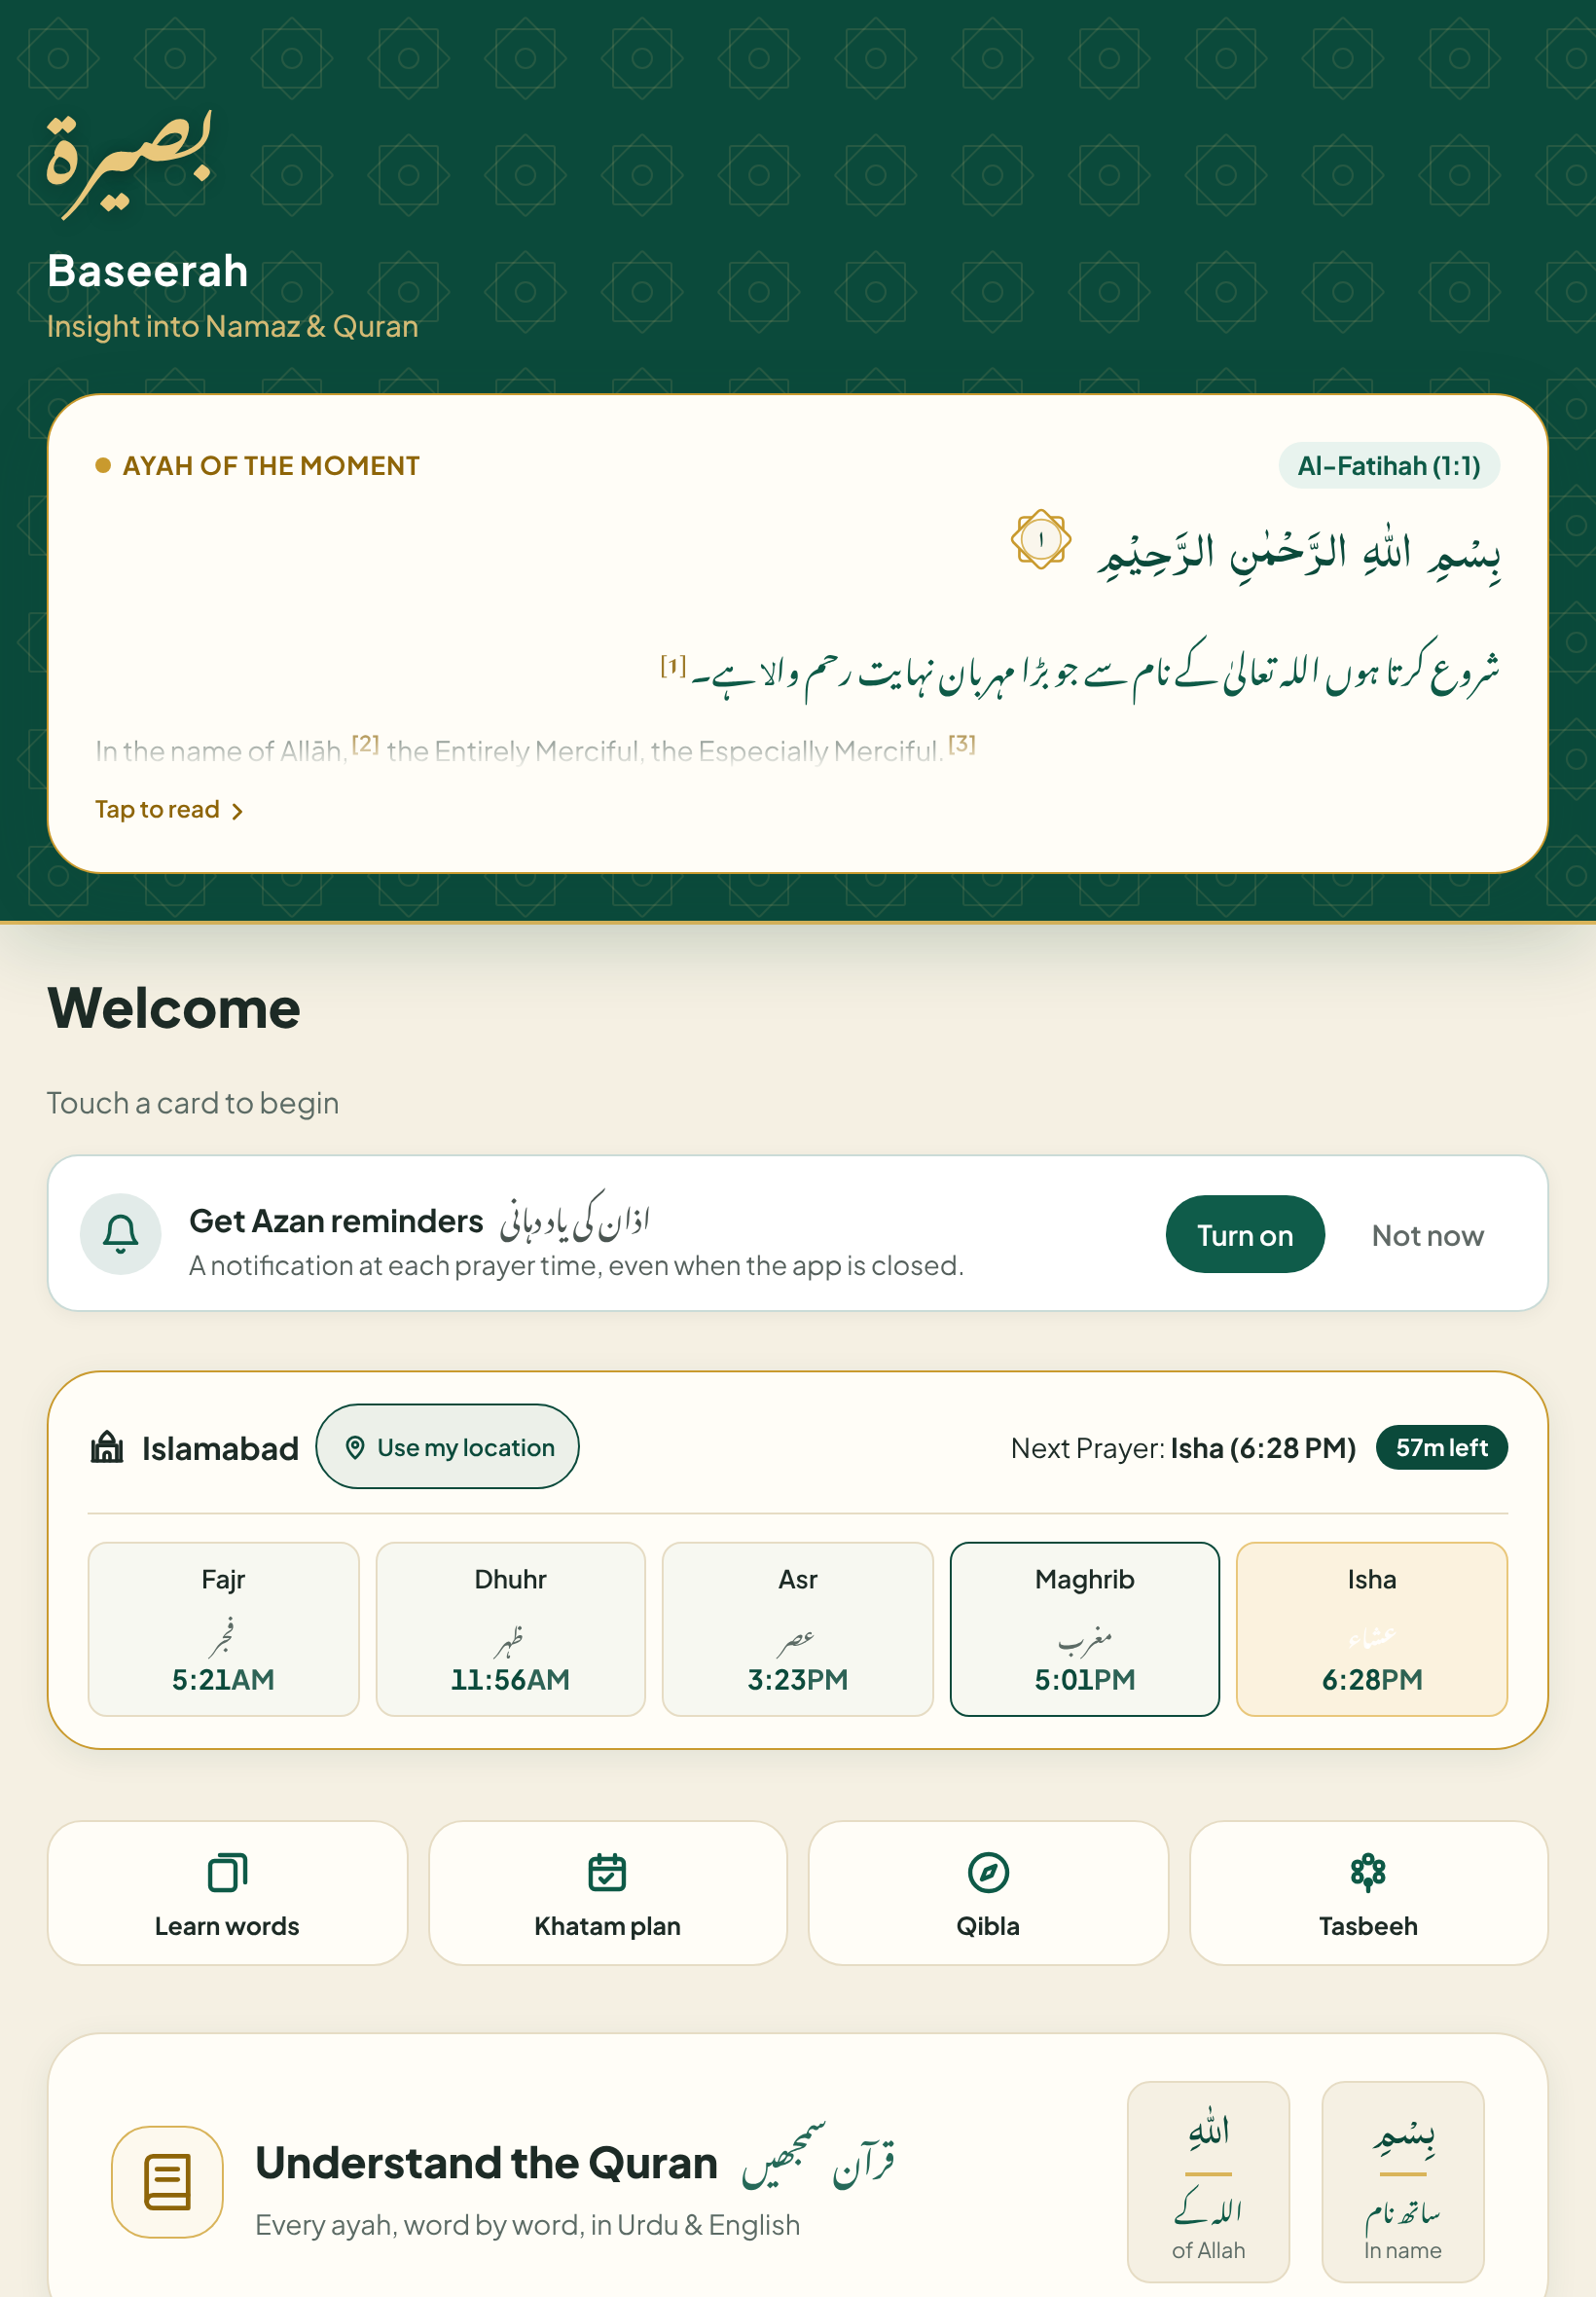 بصيرة
Baseerah
Insight into Namaz & Quran
AYAH OF THE MOMENT
Al-Fatihah (1:1)
بِسْمِ اللّٰهِ الرَّحْمٰنِ الرَّحِيْمِ ١
شروع کرتا ہوں اللہ تعالیٰ کے نام سے جو بڑا مہربان نہایت رحم والا ہے۔ [1]
In the name of Allāh,[2] the Entirely Merciful, the Especially Merciful.[3]
Tap to read
Welcome
Touch a card to begin
Get Azan reminders اذان کی یاد دہانی
A notification at each prayer time, even when the app is closed.
Turn on
Not now
Islamabad
Use my location
Next Prayer: Isha (6:28 PM)
57m left
Fajr
فجر
5:21AM
Dhuhr
ظہر
11:56AM
Asr
عصر
3:23PM
Maghrib
مغرب
5:01PM
Isha
عشاء
6:28PM
Learn words
Khatam plan
Qibla
Tasbeeh
Understand the Quran قرآن سمجھیں
Every ayah, word by word, in Urdu & English
بِسْمِ
ساتھ نام
In name
اللّٰهِ
اللہ کے
of Allah